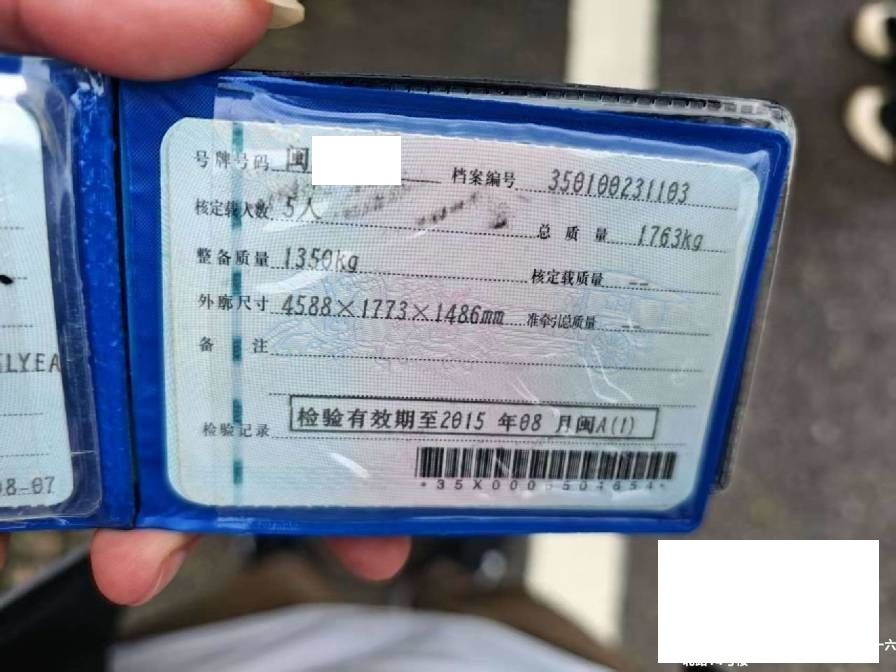 号牌号码 闽
档案编号 350100231103
核定载人数 5人
总质量 1763kg
整备质量 1350kg
核定载质量 --
外廓尺寸 4588×1773×1486mm
准牵引总质量 --
备 注
检验记录 检验有效期至2015 年08 月闽A(1)
LYEA
08-07